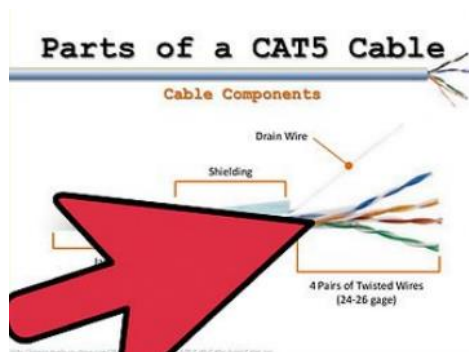 Parts of a CAT5 Cable
Cable Components
Drain Wire
Shielding
4 Pairs of Twisted Wires
(24-26 gage)